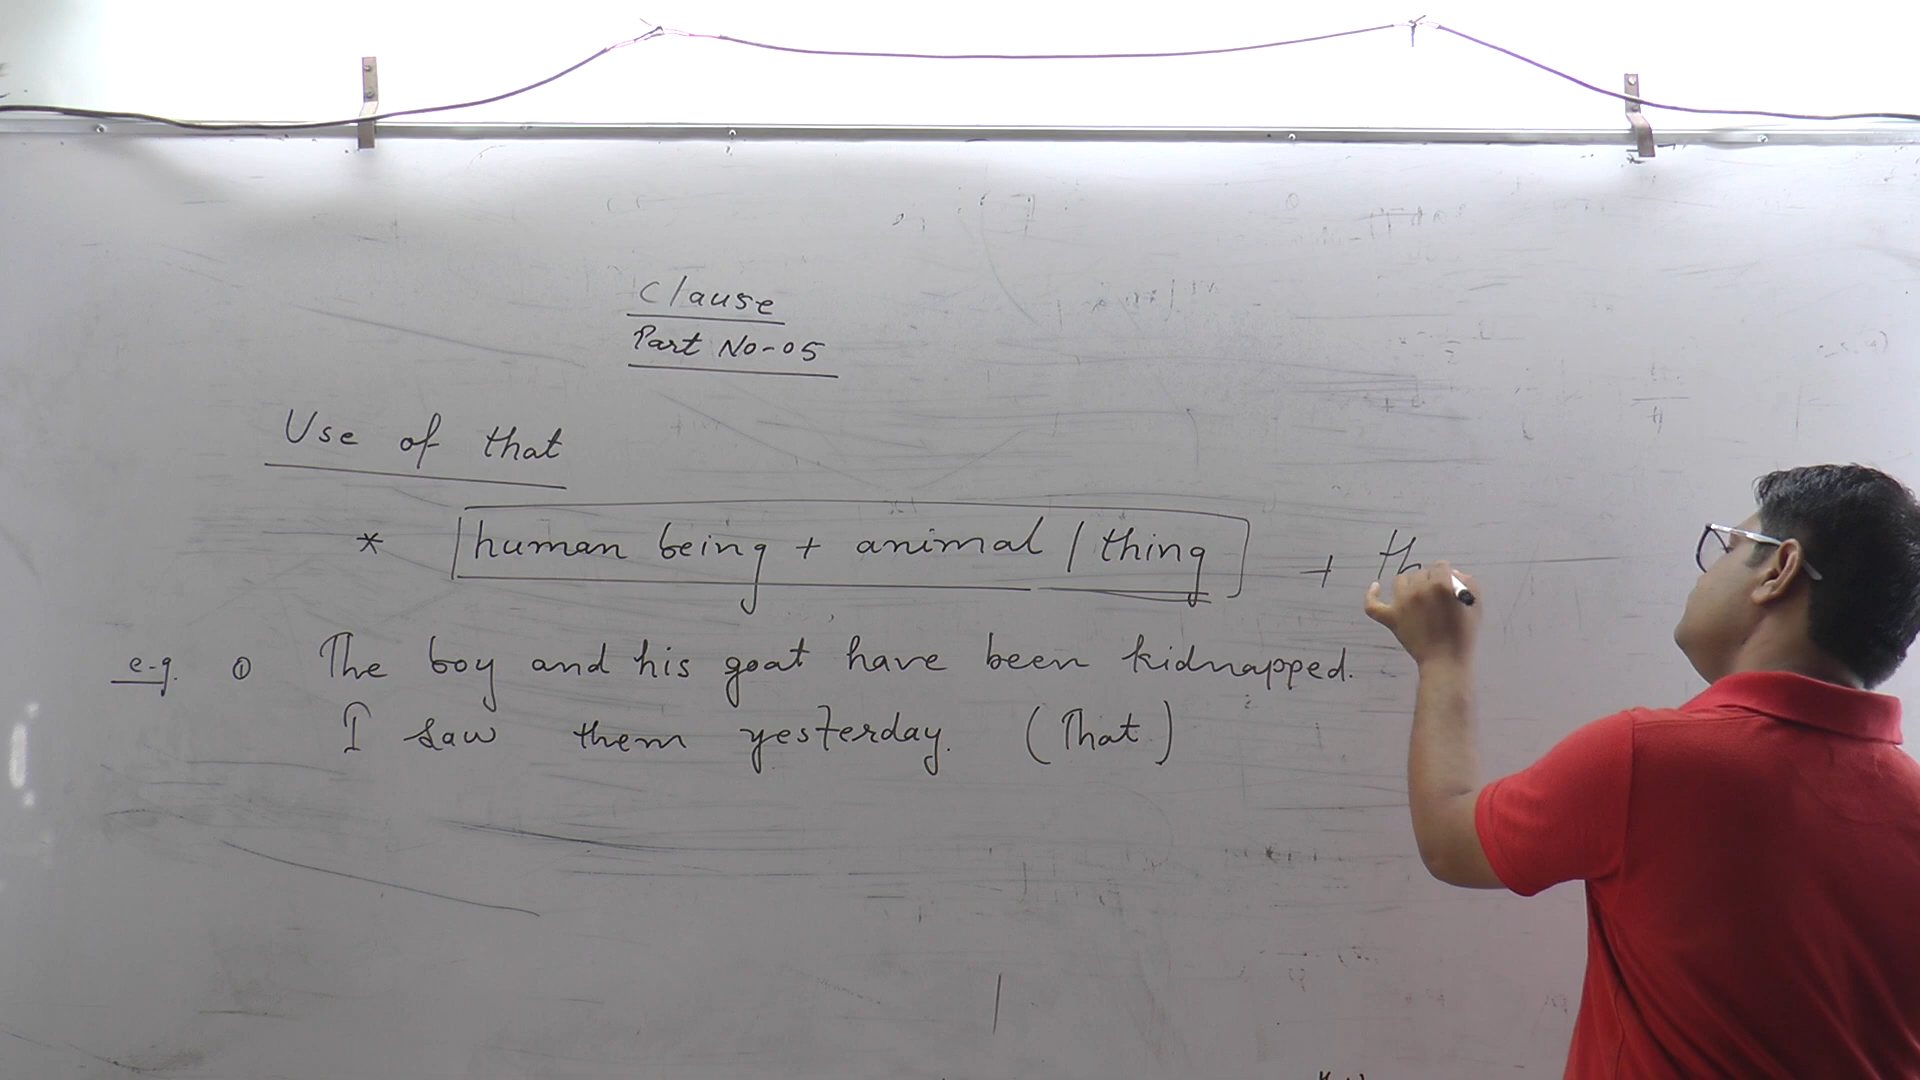 Clause
Part No-05
Use of that
* human being + animal / thing + th
e-g. ① The boy and his goat have been kidnapped.
I saw them yesterday. (That)